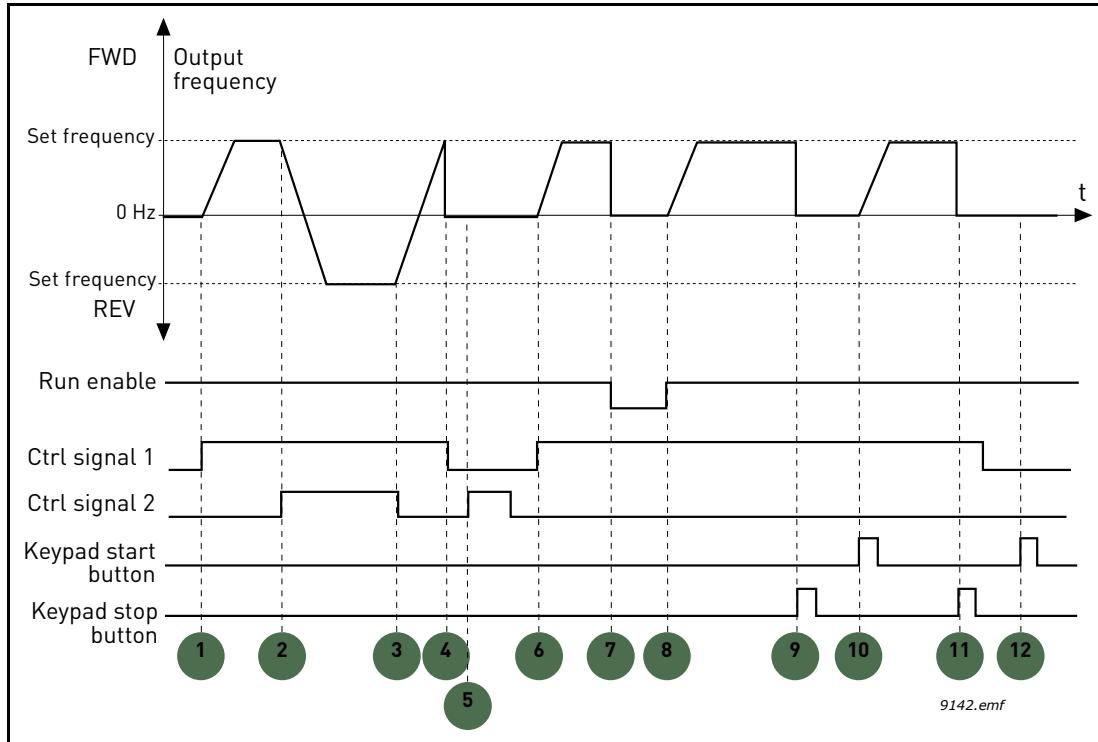 FWD
Output
frequency
Set frequency
t
0 Hz
Set frequency
REV
Run enable
Ctrl signal 1
Ctrl signal 2
Keypad start
button
Keypad stop
button
1 2 3 4 6 7 8 9 10 11 12
5
9142.emf